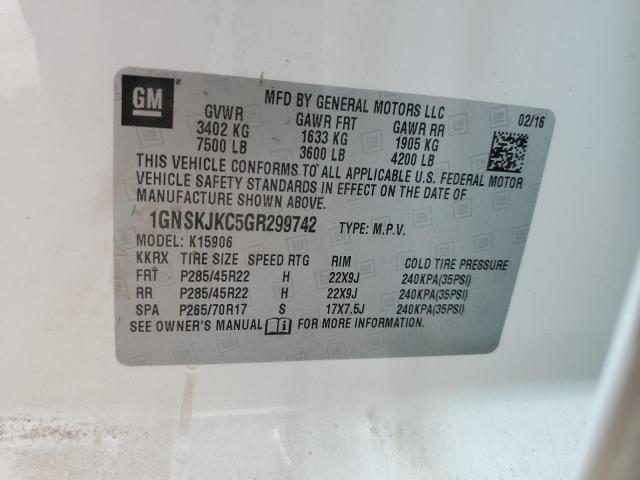 GM
MFD BY GENERAL MOTORS LLC
02/16
GVWR GAWR FRT GAWR RR
3402 KG 1633 KG 1905 KG
7500 LB 3600 LB 4200 LB
THIS VEHICLE CONFORMS TO ALL APPLICABLE U.S. FEDERAL MOTOR
VEHICLE SAFETY STANDARDS IN EFFECT ON THE DATE OF
MANUFACTURE SHOWN ABOVE.
1GNSKJKC5GR299742 TYPE: M.P.V.
MODEL: K15906
KKRX TIRE SIZE SPEED RTG RIM COLD TIRE PRESSURE
FRT P285/45R22 H 22X9J 240KPA(35PSI)
RR P285/45R22 H 22X9J 240KPA(35PSI)
SPA P265/70R17 S 17X7.5J 240KPA(35PSI)
SEE OWNER'S MANUAL FOR MORE INFORMATION.